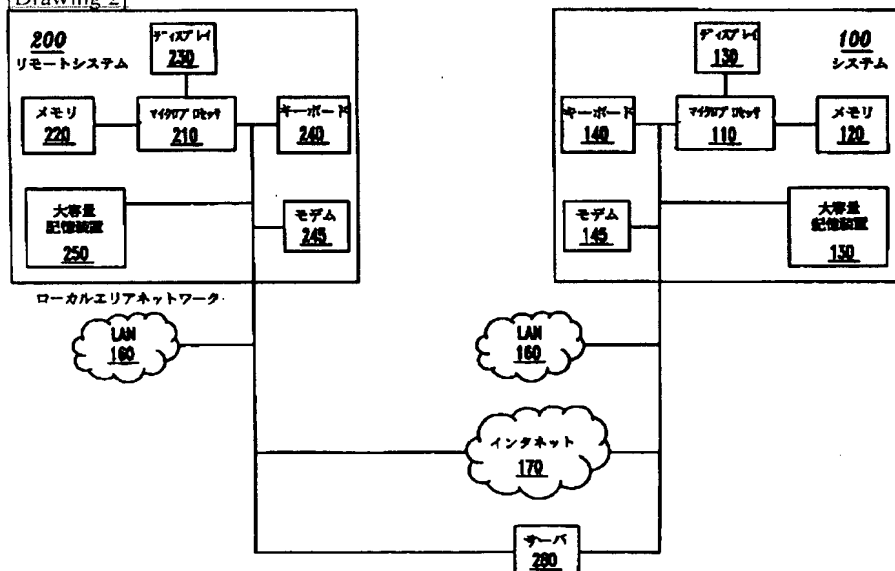 [Drawing 2]
200
リモートシステム
ディスプレイ
230
メモリ
220
マイクロプロセッサ
210
キーボード
240
大容量
記憶装置
250
モデム
245
100
システム
ディスプレイ
130
キーボード
140
マイクロプロセッサ
110
メモリ
120
モデム
145
大容量
記憶装置
130
ローカルエリアネットワーク
LAN
160
LAN
160
インタネット
170
サーバ
260